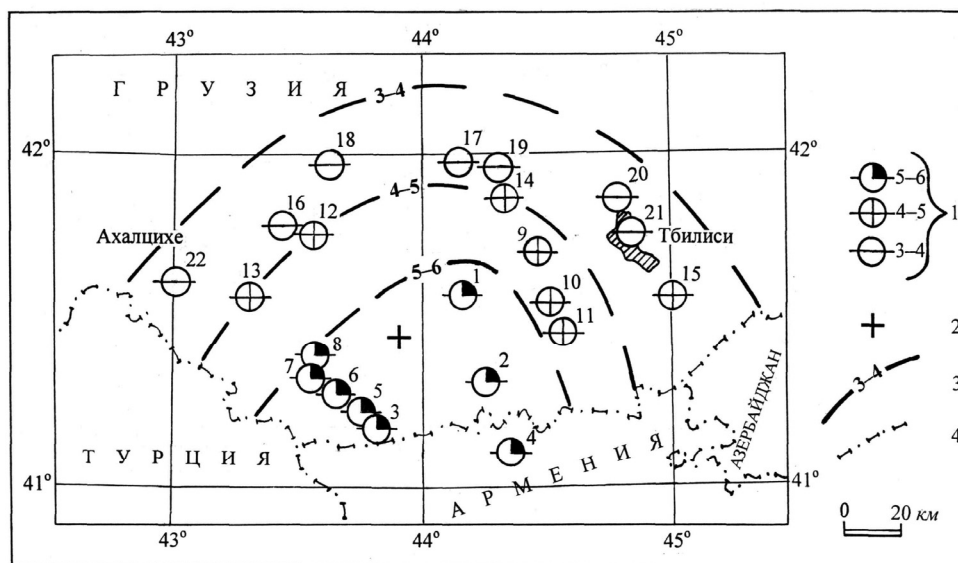 43° 44° 45°
Г Р У З И Я
3–4
42° 42°
18 17 19
20
14
4–5
16 12
21
Ахалцихе
Тбилиси
9
5–6
22 13 1 10 15
11
8
7 6 2
5
3
4
Т У Р Ц И Я
А Р М Е Н И Я
АЗЕРБАЙДЖАН
41° 41°
43° 44° 45°
5–6
4–5 1
3–4
2
3–4 3
4
0 20 км